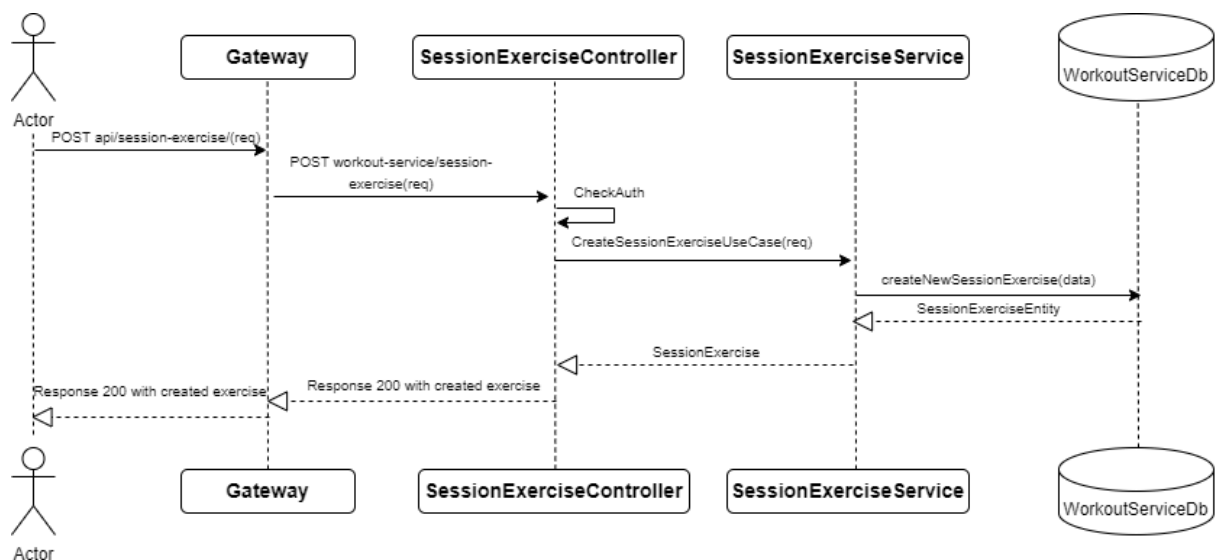 Gateway
SessionExerciseController
SessionExerciseService
WorkoutServiceDb
Actor
POST api/session-exercise/(req)
POST workout-service/session-
exercise(req)
CheckAuth
CreateSessionExerciseUseCase(req)
createNewSessionExercise(data)
SessionExerciseEntity
SessionExercise
Response 200 with created exercise
Response 200 with created exercise
Gateway
SessionExerciseController
SessionExerciseService
WorkoutServiceDb
Actor